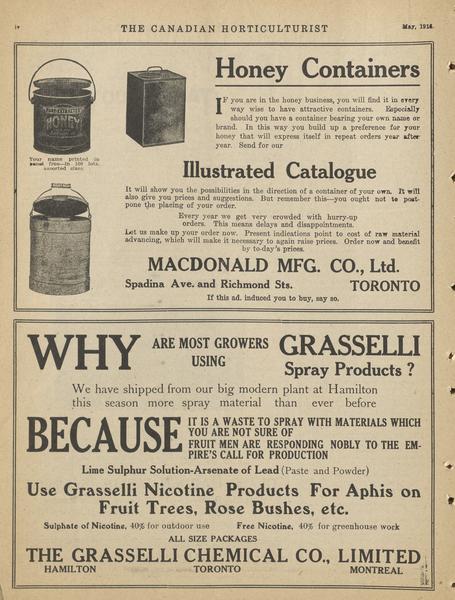 iv
THE CANADIAN HORTICULTURIST
May, 1916.
HONEY
Your name printed in
panel free—in 100 lots,
assorted sizes.
Honey Containers
IF you are in the honey business, you will find it in every
way wise to have attractive containers. Especially
should you have a container bearing your own name or
brand. In this way you build up a preference for your
honey that will express itself in repeat orders year after
year. Send for our
Illustrated Catalogue
It will show you the possibilities in the direction of a container of your own. It will
also give you prices and suggestions. But remember this—you ought not to post-
pone the placing of your order.
Every year we get very crowded with hurry-up
orders. This means delays and disappointments.
Let us make up your order now. Present indications point to cost of raw material
advancing, which will make it necessary to again raise prices. Order now and benefit
by to-day's prices.
MACDONALD MFG. CO., Ltd.
Spadina Ave. and Richmond Sts. TORONTO
If this ad. induced you to buy, say so.
WHY ARE MOST GROWERS
USING
GRASSELLI
Spray Products ?
We have shipped from our big modern plant at Hamilton
this season more spray material than ever before
BECAUSE
IT IS A WASTE TO SPRAY WITH MATERIALS WHICH
YOU ARE NOT SURE OF
FRUIT MEN ARE RESPONDING NOBLY TO THE EM-
PIRE'S CALL FOR PRODUCTION
Lime Sulphur Solution-Arsenate of Lead (Paste and Powder)
Use Grasselli Nicotine Products For Aphis on
Fruit Trees, Rose Bushes, etc.
Sulphate of Nicotine, 40% for outdoor use Free Nicotine, 40% for greenhouse work
ALL SIZE PACKAGES
THE GRASSELLI CHEMICAL CO., LIMITED
HAMILTON TORONTO MONTREAL